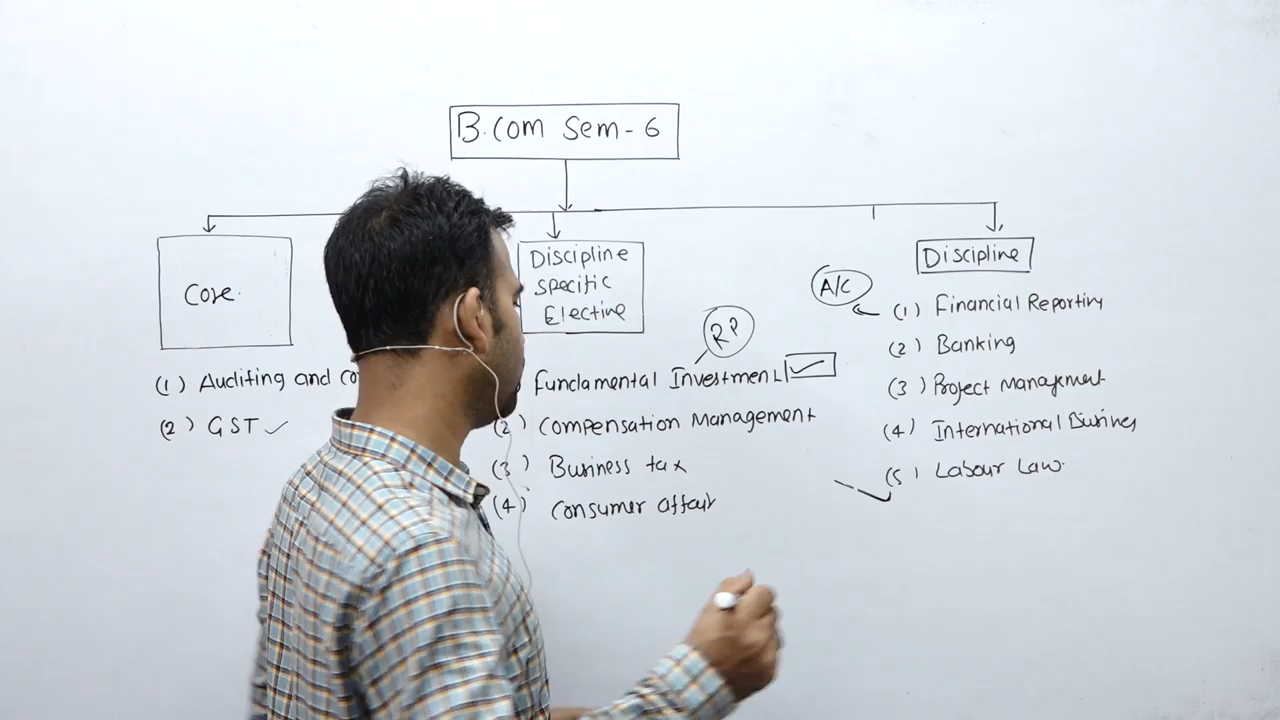 B.com Sem-6
Core.
(1) Auditing and
(2) GST
Discipline
Specific
Elective
RP
Fundamental Investment
(2) Compensation Management
(3) Business tax
(4) Consumer affair
Discipline
A/C
(1) Financial Reporting
(2) Banking
(3) Project Management
(4) International
(5) Labour Law.